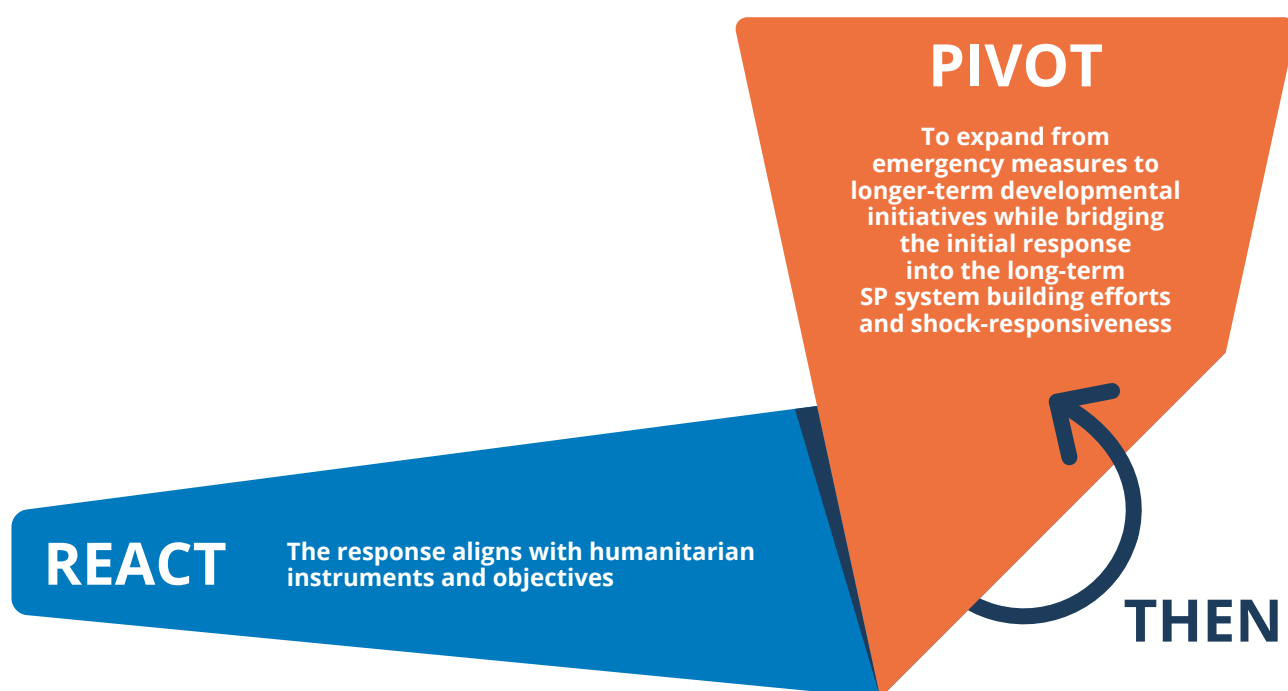 REACT
The response aligns with humanitarian
instruments and objectives
THEN
PIVOT
To expand from
emergency measures to
longer-term developmental
initiatives while bridging
the initial response
into the long-term
SP system building efforts
and shock-responsiveness